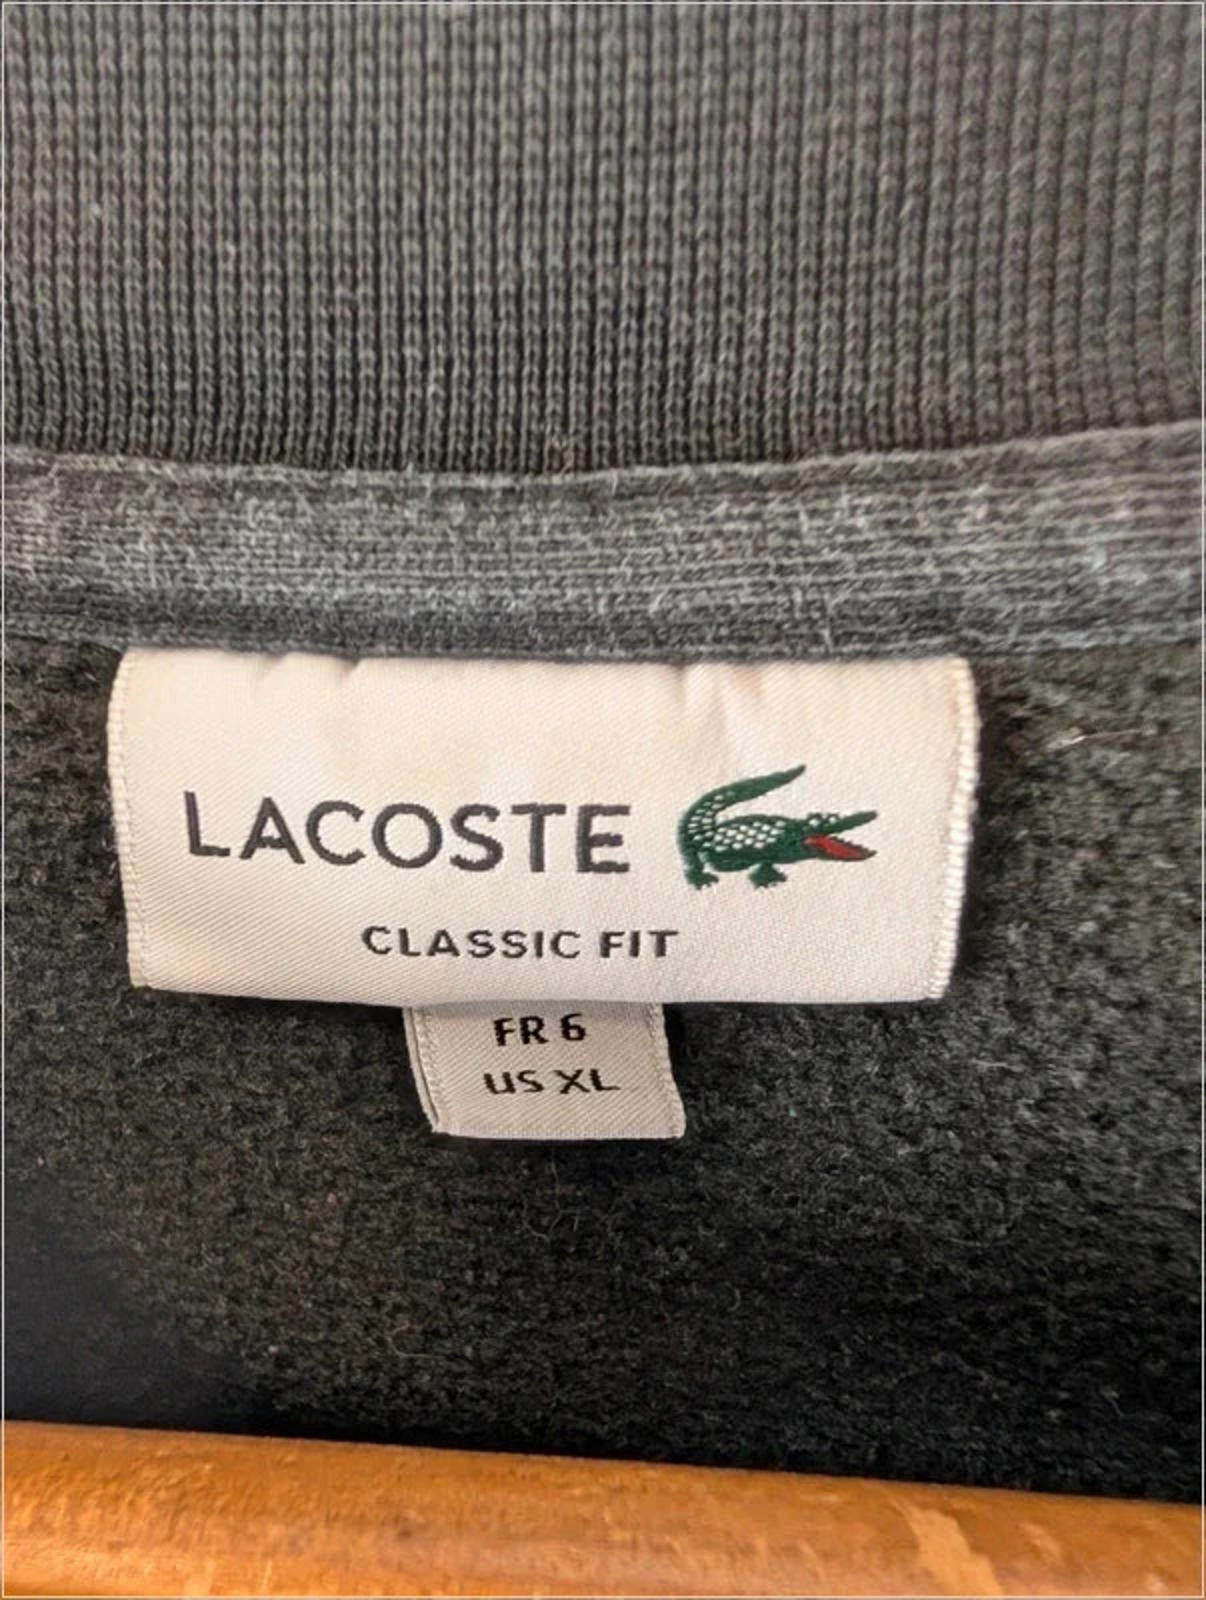 LACOSTE
CLASSIC FIT
FR 6
US XL